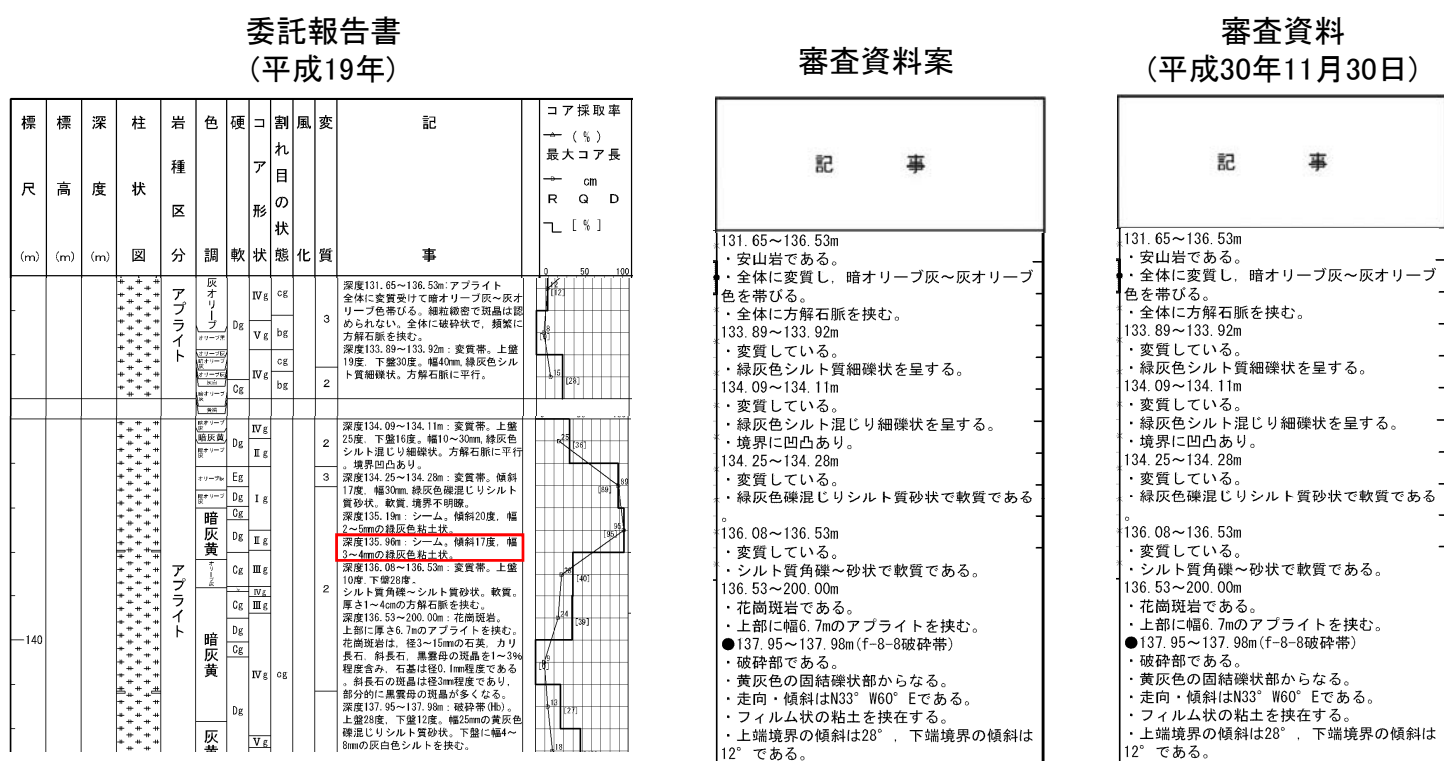 委託報告書
(平成19年)
審査資料案
審査資料
(平成30年11月30日)
標尺(m)
標高(m)
深度(m)
柱状図
岩種区分
色調
硬軟
コア形状
割れ目の状態
風化
変質
記事
コア採取率
(%)
最大コア長
cm
RQD
[%]
0 50 100
アプライト
灰オリーブ
Dg
Cg
Ⅳg
Ⅴg
Ⅳg
cg
bg
cg
bg
3
2
深度131.65～136.53m:アプライト
全体に変質受けて暗オリーブ灰～灰オ
リーブ色帯びる。細粒緻密で斑晶は認
められない。全体に破砕状で,頻繁に
方解石脈を挟む。
深度133.89～133.92m:変質帯。上盤
19度,下盤30度。幅40mm,緑灰色シル
ト質細礫状。方解石脈に平行。
アプライト
暗灰黄
暗灰黄
暗灰黄
灰黄
Dg
Eg
Dg
Cg
Dg
Cg
Cg
Dg
Cg
Dg
Ⅳg
Ⅱg
Ⅰg
Ⅱg
Ⅲg
Ⅳg
Ⅲg
Ⅳg
Ⅴg
cg
2
3
2
140
深度134.09～134.11m:変質帯。上盤
25度,下盤16度。幅10～30mm,緑灰色
シルト混じり細礫状。方解石脈に平行
。境界凹凸あり。
深度134.25～134.28m:変質帯。傾斜
17度,幅30mm,緑灰色礫混じりシルト
質砂状。軟質,境界不明瞭。
深度135.19m:シーム。傾斜20度,幅
2～5mmの緑灰色粘土状。
深度135.96m:シーム。傾斜17度,幅
3～4mmの緑灰色粘土状。
深度136.08～136.53m:変質帯。上盤
10度,下盤28度。
シルト質角礫～シルト質砂状。軟質。
厚さ1～4cmの方解石脈を挟む。
深度136.53～200.00m:花崗斑岩。
上部に厚さ6.7mのアプライトを挟む。
花崗斑岩は,径3～15mmの石英,カリ
長石,斜長石,黒雲母の斑晶を1～3%
程度含み,石基は径0.1mm程度である
。斜長石の斑晶は径3mm程度であり,
部分的に黒雲母の斑晶が多くなる。
深度137.95～137.98m:破砕帯(Hb)。
上盤28度,下盤12度。幅25mmの黄灰色
礫混じりシルト質砂状。下盤に幅4～
8mmの灰白色シルトを挟む。
記事
131.65～136.53m
・安山岩である。
・全体に変質し,暗オリーブ灰～灰オリーブ
色を帯びる。
・全体に方解石脈を挟む。
133.89～133.92m
・変質している。
・緑灰色シルト質細礫状を呈する。
134.09～134.11m
・変質している。
・緑灰色シルト混じり細礫状を呈する。
・境界に凹凸あり。
134.25～134.28m
・変質している。
・緑灰色礫混じりシルト質砂状で軟質である
。
136.08～136.53m
・変質している。
・シルト質角礫～砂状で軟質である。
136.53～200.00m
・花崗斑岩である。
・上部に幅6.7mのアプライトを挟む。
●137.95～137.98m(f-8-8破砕帯)
・破砕部である。
・黄灰色の固結礫状部からなる。
・走向・傾斜はN33°W60°Eである。
・フィルム状の粘土を挟在する。
・上端境界の傾斜は28°,下端境界の傾斜は
12°である。
記事
131.65～136.53m
・安山岩である。
・全体に変質し,暗オリーブ灰～灰オリーブ
色を帯びる。
・全体に方解石脈を挟む。
133.89～133.92m
・変質している。
・緑灰色シルト質細礫状を呈する。
134.09～134.11m
・変質している。
・緑灰色シルト混じり細礫状を呈する。
・境界に凹凸あり。
134.25～134.28m
・変質している。
・緑灰色礫混じりシルト質砂状で軟質である
。
136.08～136.53m
・変質している。
・シルト質角礫～砂状で軟質である。
136.53～200.00m
・花崗斑岩である。
・上部に幅6.7mのアプライトを挟む。
●137.95～137.98m(f-8-8破砕帯)
・破砕部である。
・黄灰色の固結礫状部からなる。
・走向・傾斜はN33°W60°Eである。
・フィルム状の粘土を挟在する。
・上端境界の傾斜は28°,下端境界の傾斜は
12°である。